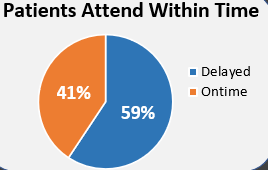 Patients Attend Within Time
41%
59%
Delayed
Ontime